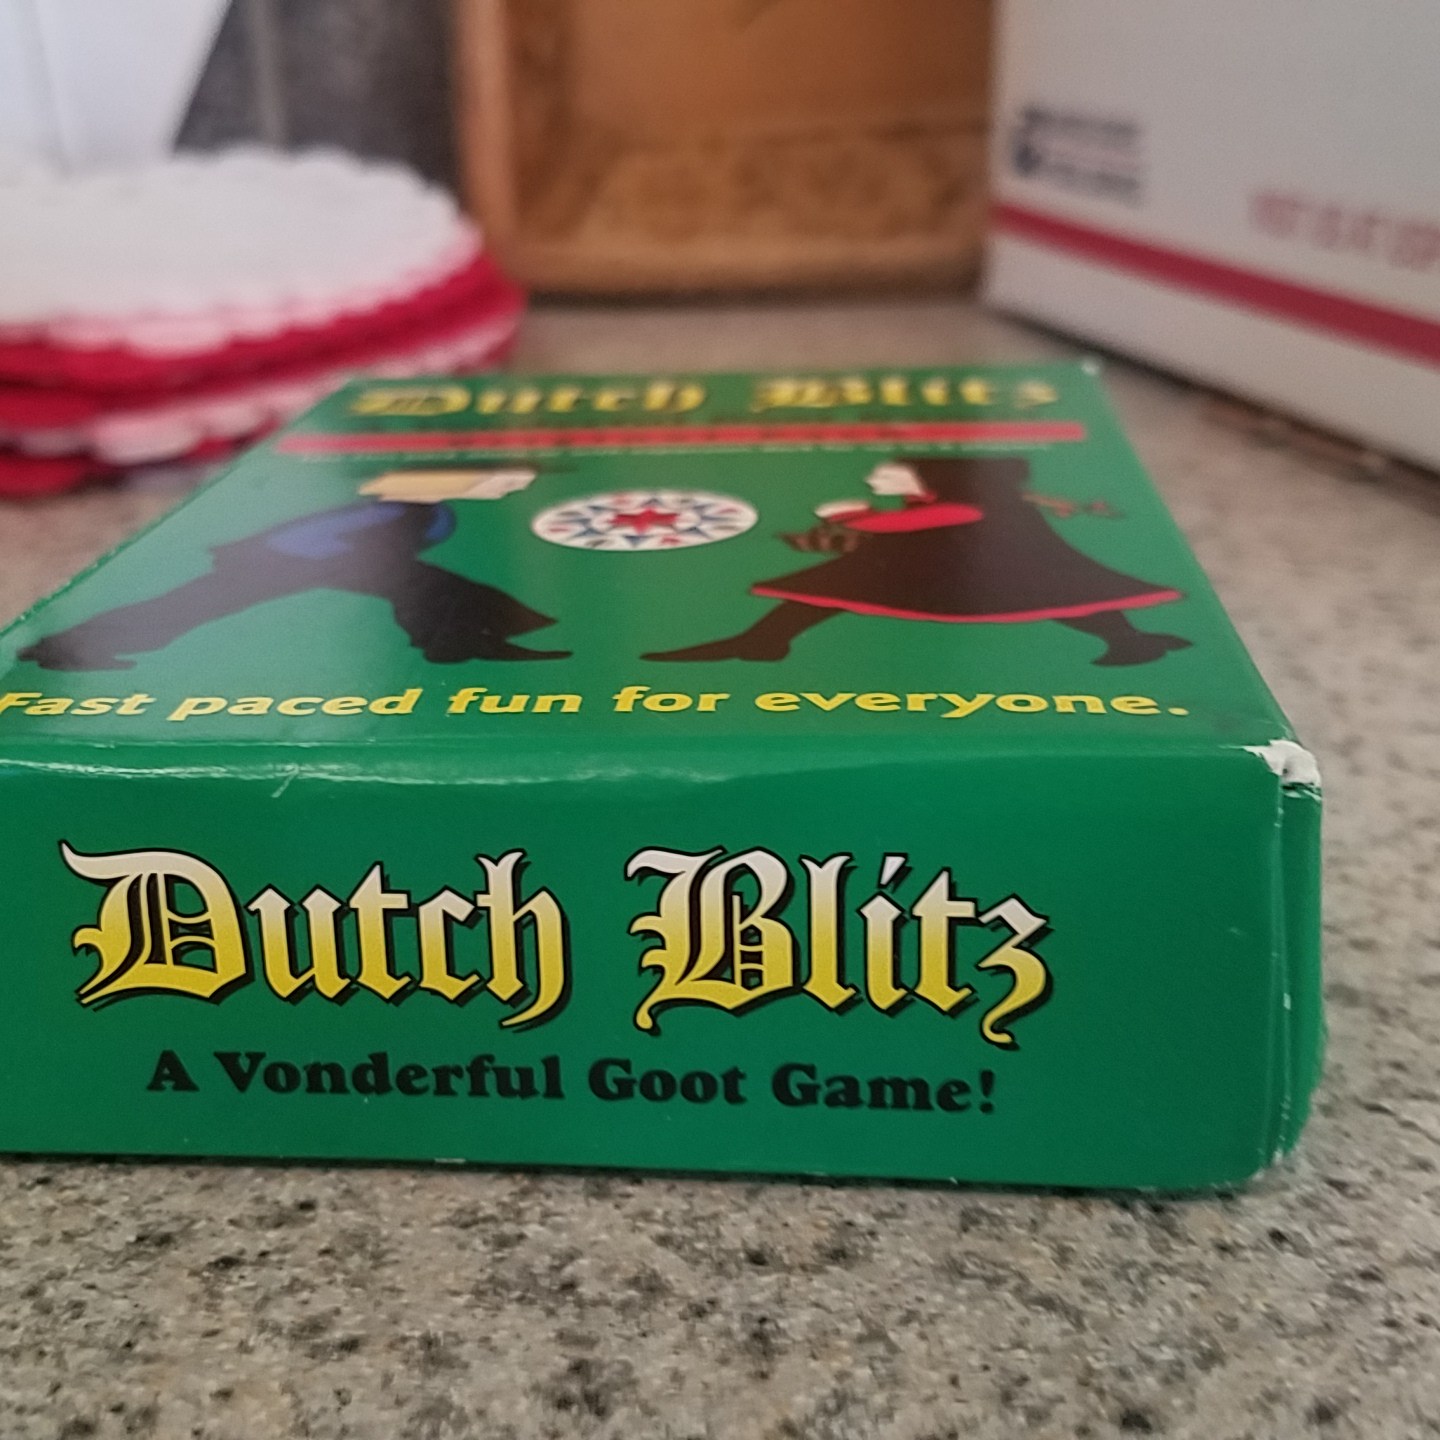 Dutch Blitz
Fast paced fun for everyone.
Dutch Blitz
A Vonderful Goot Game!